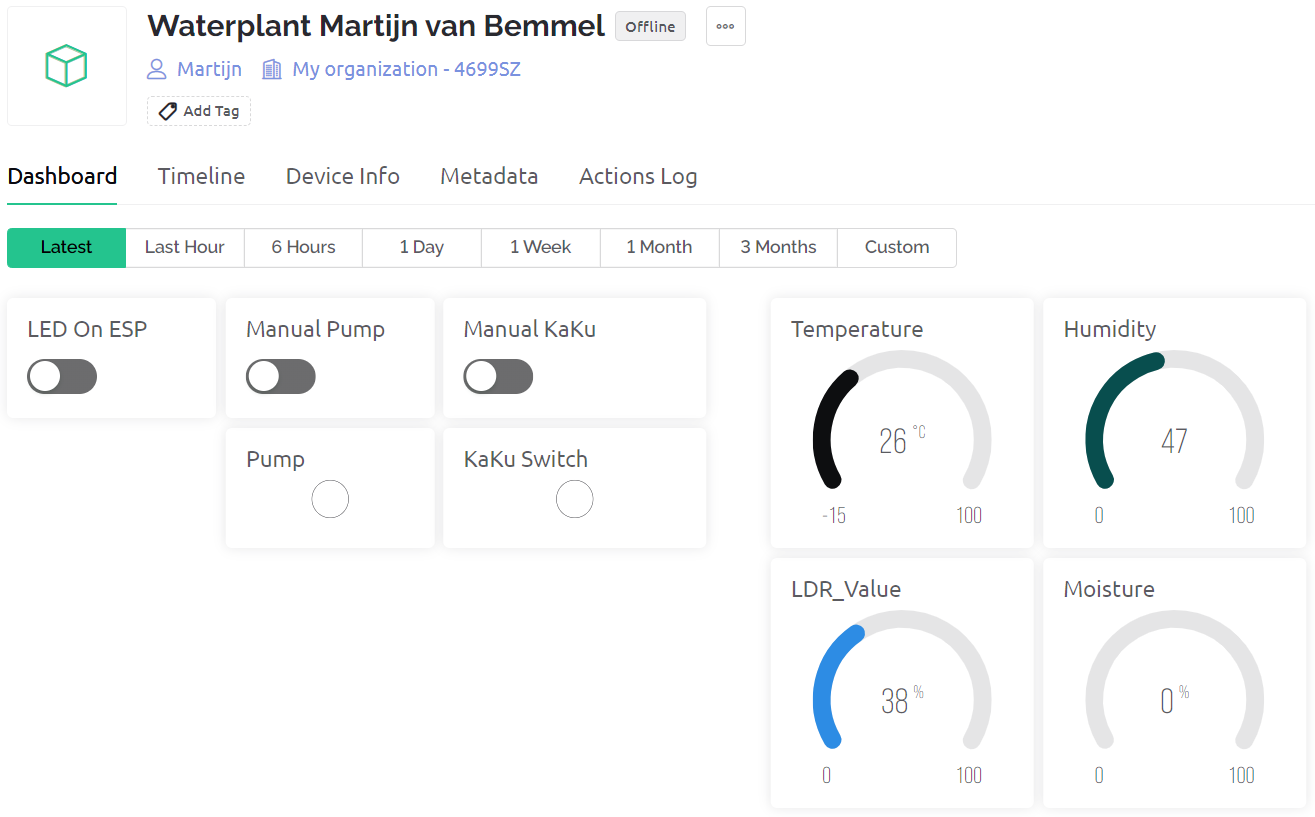 Waterplant Martijn van Bemmel Offline
Martijn My organization - 4699SZ
Add Tag
Dashboard Timeline Device Info Metadata Actions Log
Latest Last Hour 6 Hours 1 Day 1 Week 1 Month 3 Months Custom
LED On ESP Manual Pump Manual KaKu Temperature Humidity
26 °C 47
Pump KaKu Switch
-15 100 0 100
LDR_Value Moisture
38 % 0 %
0 100 0 100